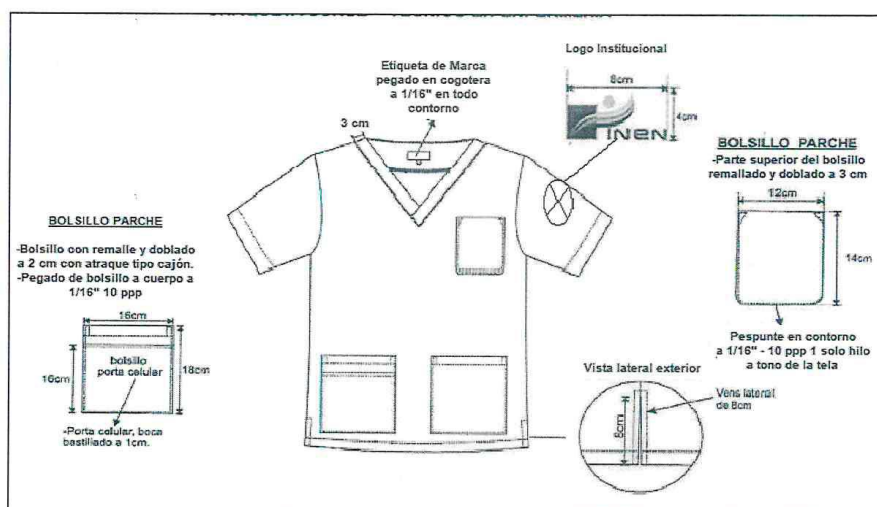 Logo Institucional
8cm
4cm
INEN
Etiqueta de Marca
pegado en cogotera
a 1/16" en todo
contorno
3 cm
BOLSILLO PARCHE
-Parte superior del bolsillo
remallado y doblado a 3 cm
12cm
14cm
Pespunte en contorno
a 1/16" - 10 ppp 1 solo hilo
a tono de la tela
BOLSILLO PARCHE
-Bolsillo con remalle y doblado
a 2 cm con atraque tipo cajón.
-Pegado de bolsillo a cuerpo a
1/16" 10 ppp
16cm
bolsillo
porta celular
16cm
18cm
-Porta celular, boca
bastillado a 1cm.
Vista lateral exterior
lateral
de 8cm